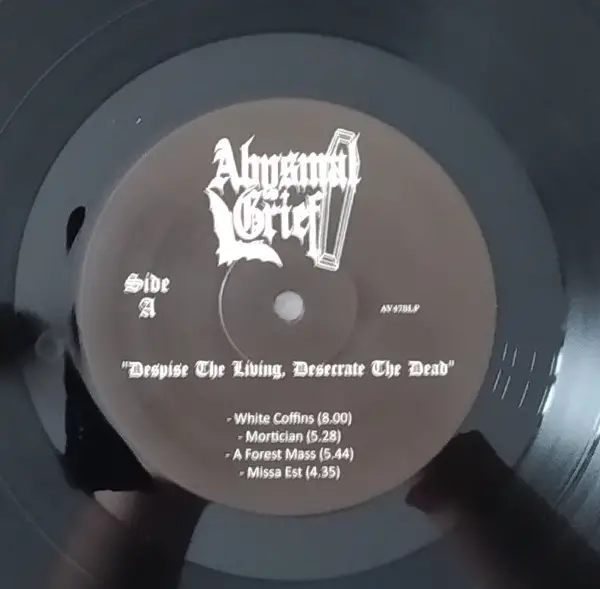 Abysmal
Grief
Side
A
AV478LP
"Despise The Living, Desecrate The Dead"
- White Coffins (8.00)
- Mortician (5.28)
- A Forest Mass (5.44)
- Missa Est (4.35)